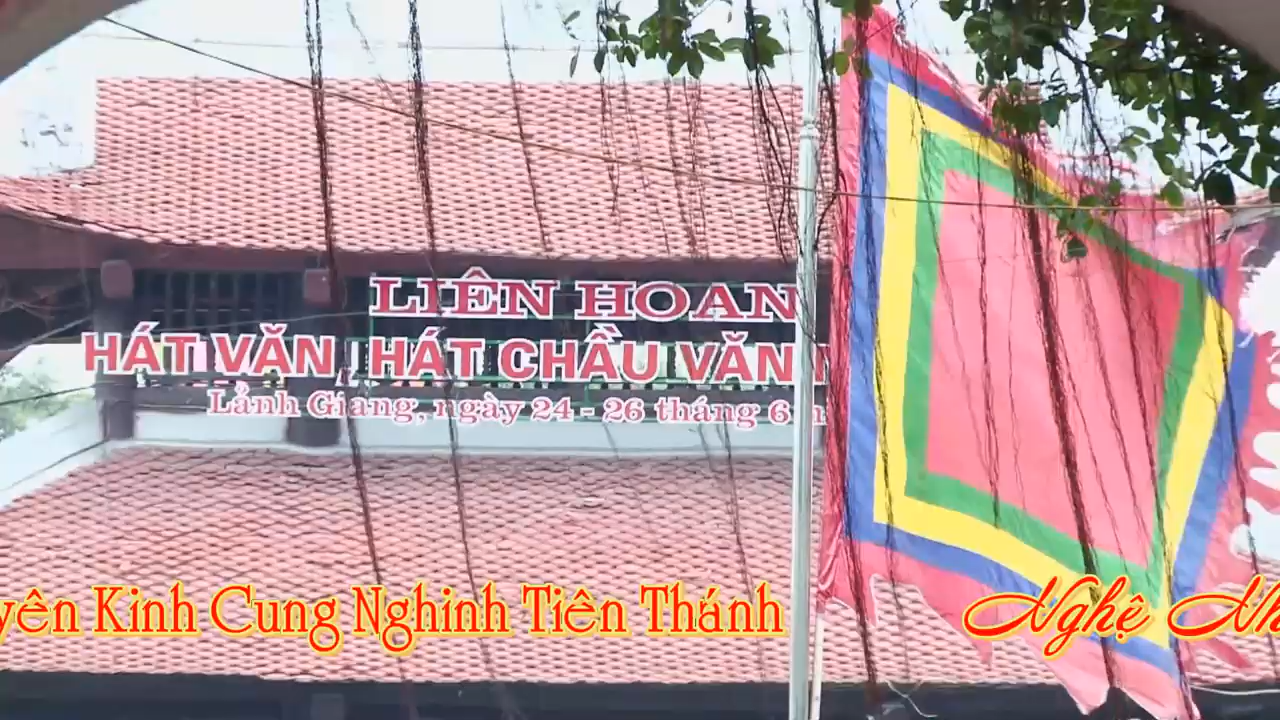 LIÊN HOAN
HÁT VĂN, HÁT CHẦU VĂN
Lảnh Giang, ngày 24 - 26 tháng 6
Kinh Cung Nghinh Tiên Thánh
Nghệ